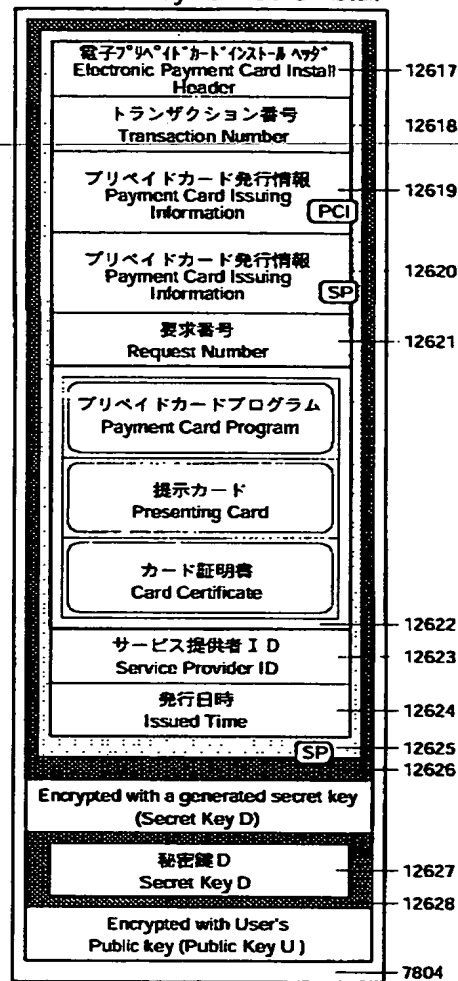 電子ﾌﾟﾘﾍﾟｲﾄﾞｶｰﾄﾞｲﾝｽﾄｰﾙ ﾍｯﾀﾞ
Electronic Payment Card Install
Header
12617
トランザクション番号
Transaction Number
12618
プリペイドカード発行情報
Payment Card Issuing
Information
PCI
12619
プリペイドカード発行情報
Payment Card Issuing
Information
SP
12620
要求番号
Request Number
12621
プリペイドカードプログラム
Payment Card Program
提示カード
Presenting Card
カード証明書
Card Certificate
12622
サービス提供者ＩＤ
Service Provider ID
12623
発行日時
Issued Time
12624
SP
12625
12626
Encrypted with a generated secret key
(Secret Key D)
秘密鍵D
Secret Key D
12627
12628
Encrypted with User's
Public key (Public Key U )
7804